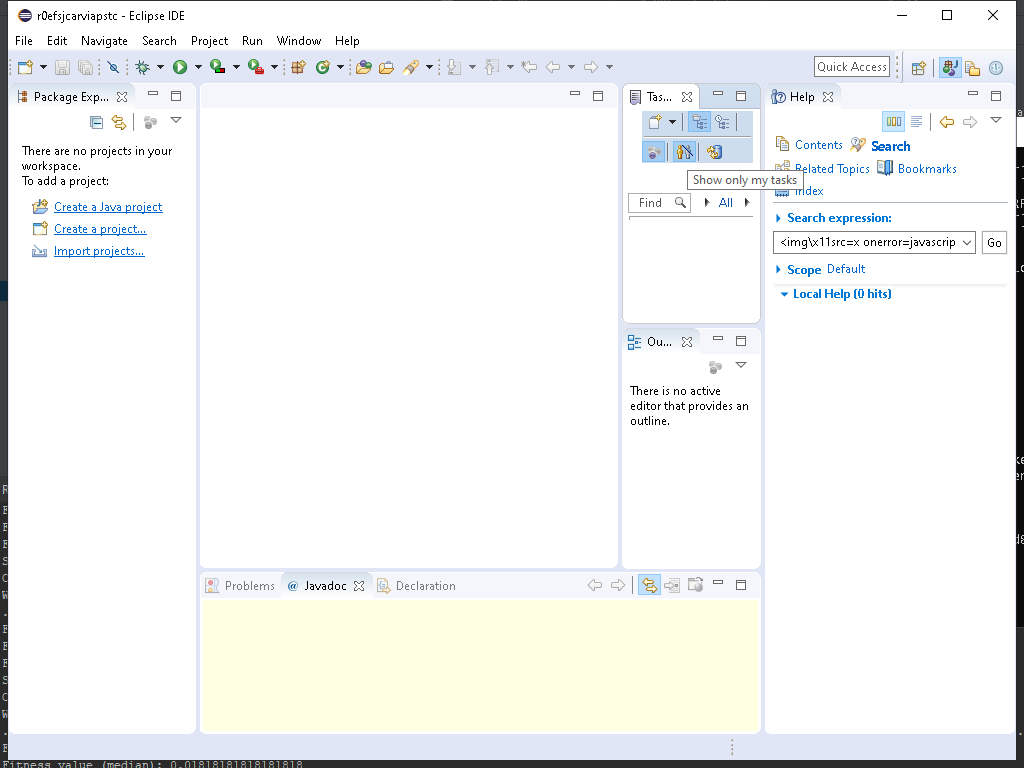 r0efsjcarviapstc - Eclipse IDE
File Edit Navigate Search Project Run Window Help
Quick Access
Package Exp...
There are no projects in your
workspace.
To add a project:
Create a Java project
Create a project...
Import projects...
Tas...
Show only my tasks
Find
All
Ou...
There is no active
editor that provides an
outline.
Help
Contents
Search
Related Topics
Bookmarks
Index
Search expression:
<img\x11src=x onerror=javascrip
Go
Scope Default
Local Help (0 hits)
Problems
@ Javadoc
Declaration
Fitness value (median): 0.01818181818181818